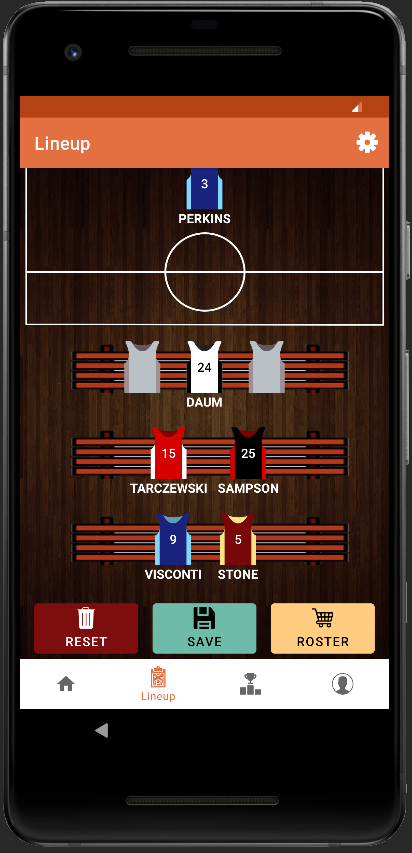 Lineup
3
PERKINS
24
DAUM
15 25
TARCZEWSKI SAMPSON
9 5
VISCONTI STONE
RESET SAVE ROSTER
Lineup